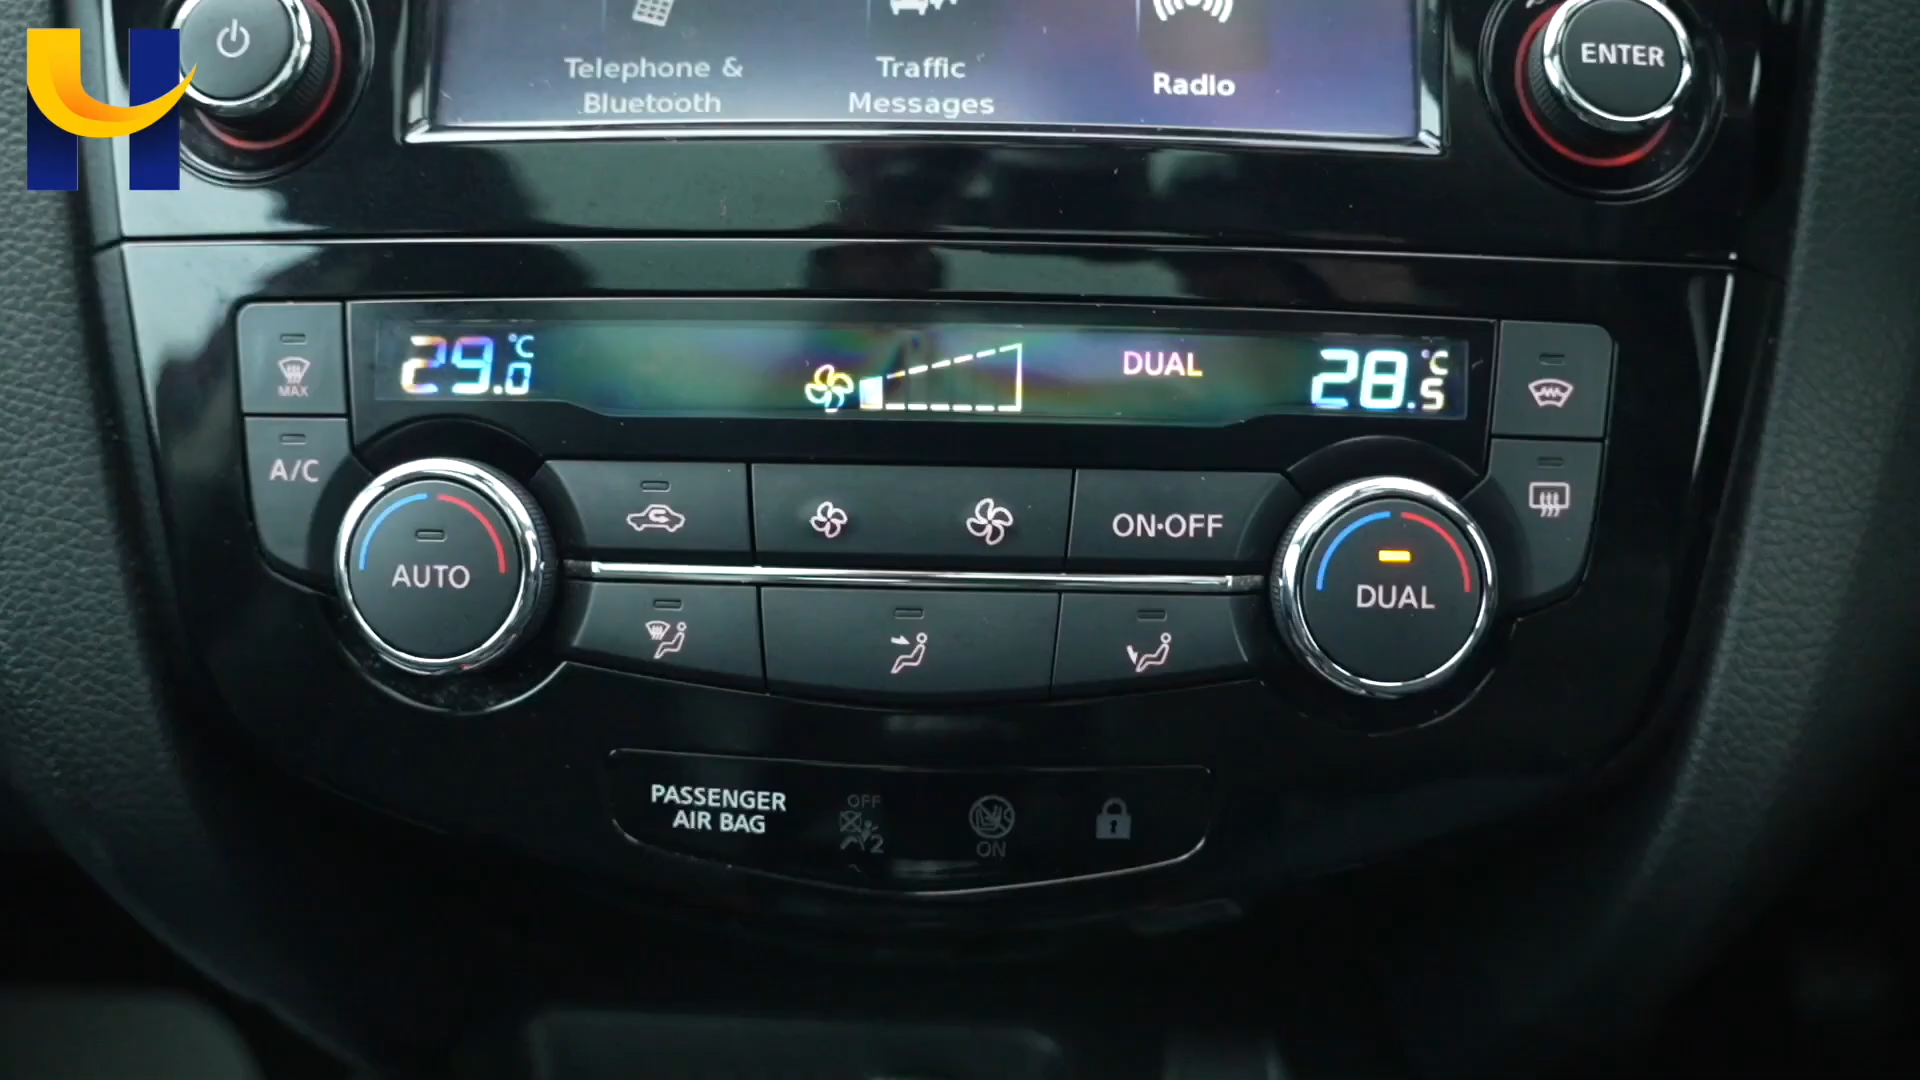 Telephone &
Bluetooth
Traffic
Messages
Radio
ENTER
29.0 °C
DUAL
28.5 °C
MAX
A/C
AUTO
ON·OFF
DUAL
PASSENGER
AIR BAG
OFF
2
ON